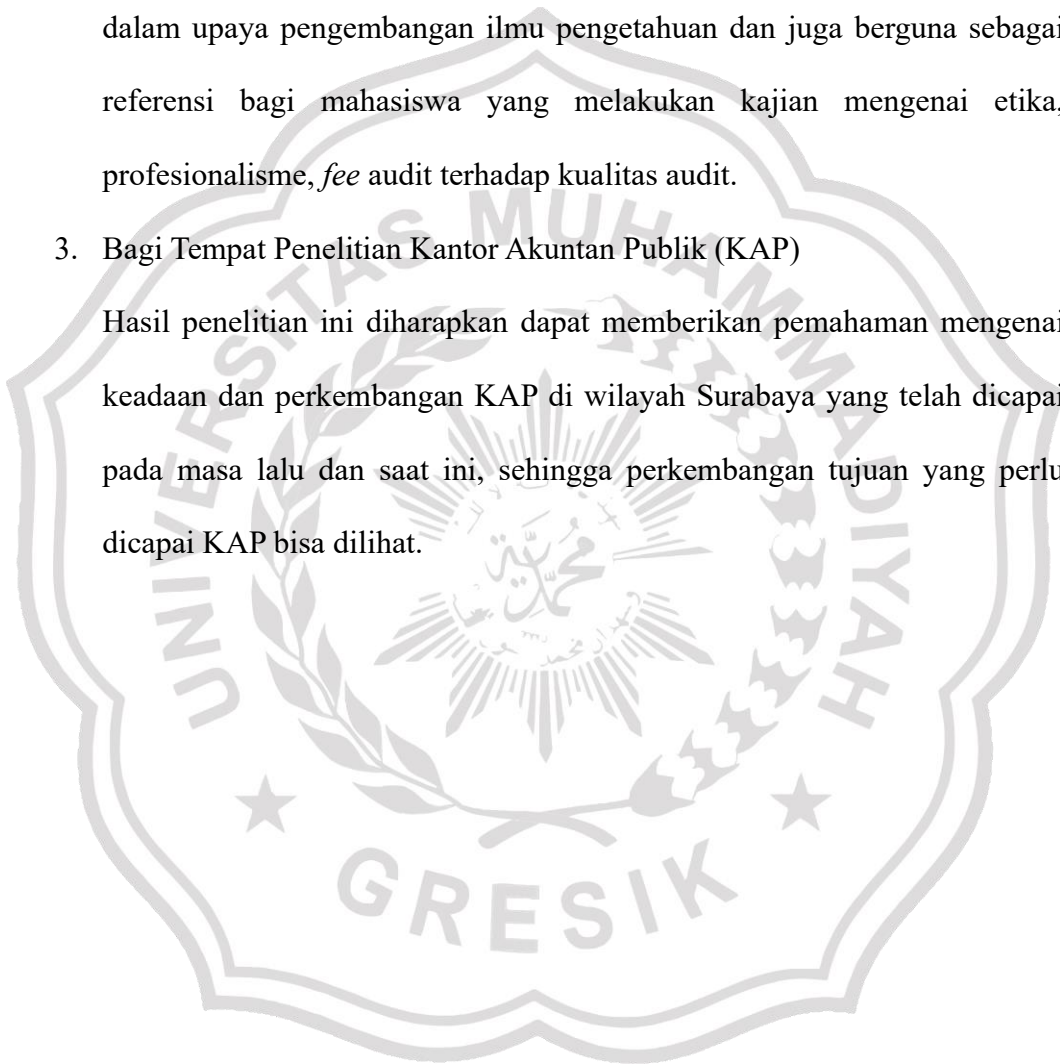 dalam upaya pengembangan ilmu pengetahuan dan juga berguna sebagai
referensi bagi mahasiswa yang melakukan kajian mengenai etika,
profesionalisme, fee audit terhadap kualitas audit.
3. Bagi Tempat Penelitian Kantor Akuntan Publik (KAP)
Hasil penelitian ini diharapkan dapat memberikan pemahaman mengenai
keadaan dan perkembangan KAP di wilayah Surabaya yang telah dicapai
pada masa lalu dan saat ini, sehingga perkembangan tujuan yang perlu
dicapai KAP bisa dilihat.
UNIVERSITAS MUHAMMADIYAH
GRESIK